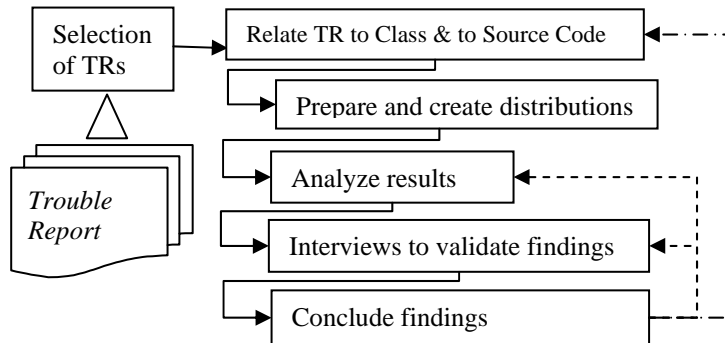 Selection
of TRs
Relate TR to Class & to Source Code
Prepare and create distributions
Trouble
Report
Analyze results
Interviews to validate findings
Conclude findings